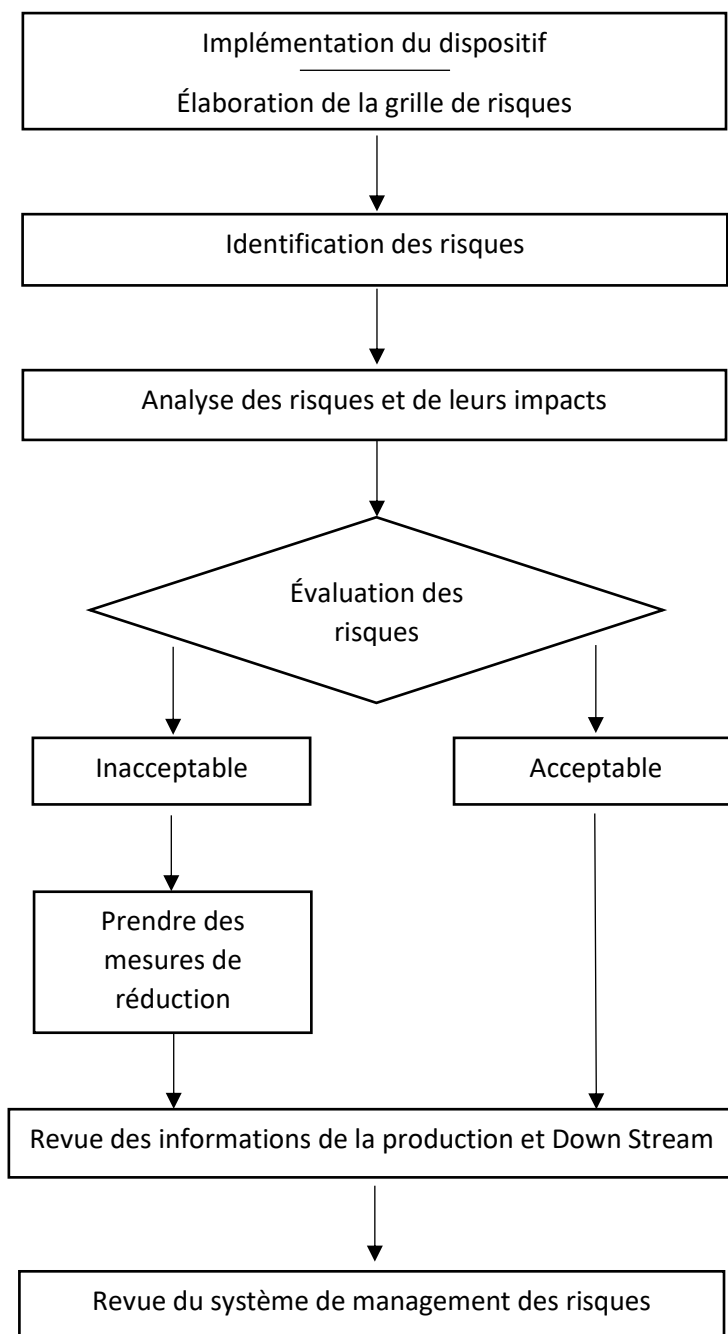 Implémentation du dispositif
Élaboration de la grille de risques
Identification des risques
Analyse des risques et de leurs impacts
Évaluation des
risques
Inacceptable
Acceptable
Prendre des
mesures de
réduction
Revue des informations de la production et Down Stream
Revue du système de management des risques